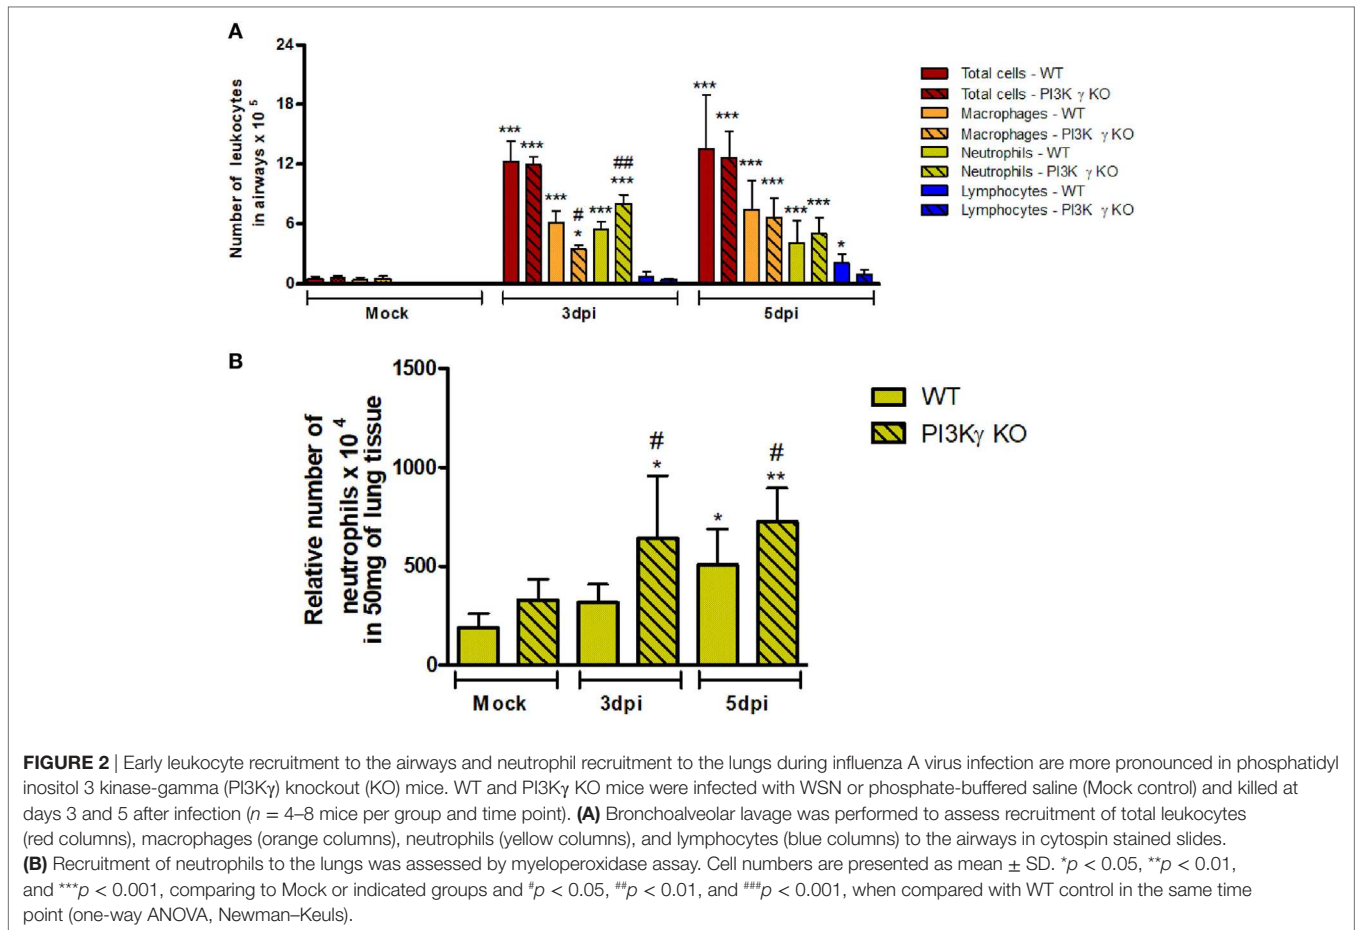 A
Number of leukocytes
in airways x 10 5
24
18
12
6
0
*** *** *** # * *** ## *** *** *** *** *** *** *** *
Mock 3dpi 5dpi
Total cells - WT
Total cells - PI3K γ KO
Macrophages - WT
Macrophages - PI3K γ KO
Neutrophils - WT
Neutrophils - PI3K γ KO
Lymphocytes - WT
Lymphocytes - PI3K γ KO
B
Relative number of
neutrophils x 10 4
in 50mg of lung tissue
1500
1000
500
0
# * * # **
Mock 3dpi 5dpi
WT
PI3Kγ KO
FIGURE 2 | Early leukocyte recruitment to the airways and neutrophil recruitment to the lungs during influenza A virus infection are more pronounced in phosphatidyl
inositol 3 kinase-gamma (PI3Kγ) knockout (KO) mice. WT and PI3Kγ KO mice were infected with WSN or phosphate-buffered saline (Mock control) and killed at
days 3 and 5 after infection (n = 4–8 mice per group and time point). (A) Bronchoalveolar lavage was performed to assess recruitment of total leukocytes
(red columns), macrophages (orange columns), neutrophils (yellow columns), and lymphocytes (blue columns) to the airways in cytospin stained slides.
(B) Recruitment of neutrophils to the lungs was assessed by myeloperoxidase assay. Cell numbers are presented as mean ± SD. *p < 0.05, **p < 0.01,
and ***p < 0.001, comparing to Mock or indicated groups and #p < 0.05, ##p < 0.01, and ###p < 0.001, when compared with WT control in the same time
point (one-way ANOVA, Newman–Keuls).